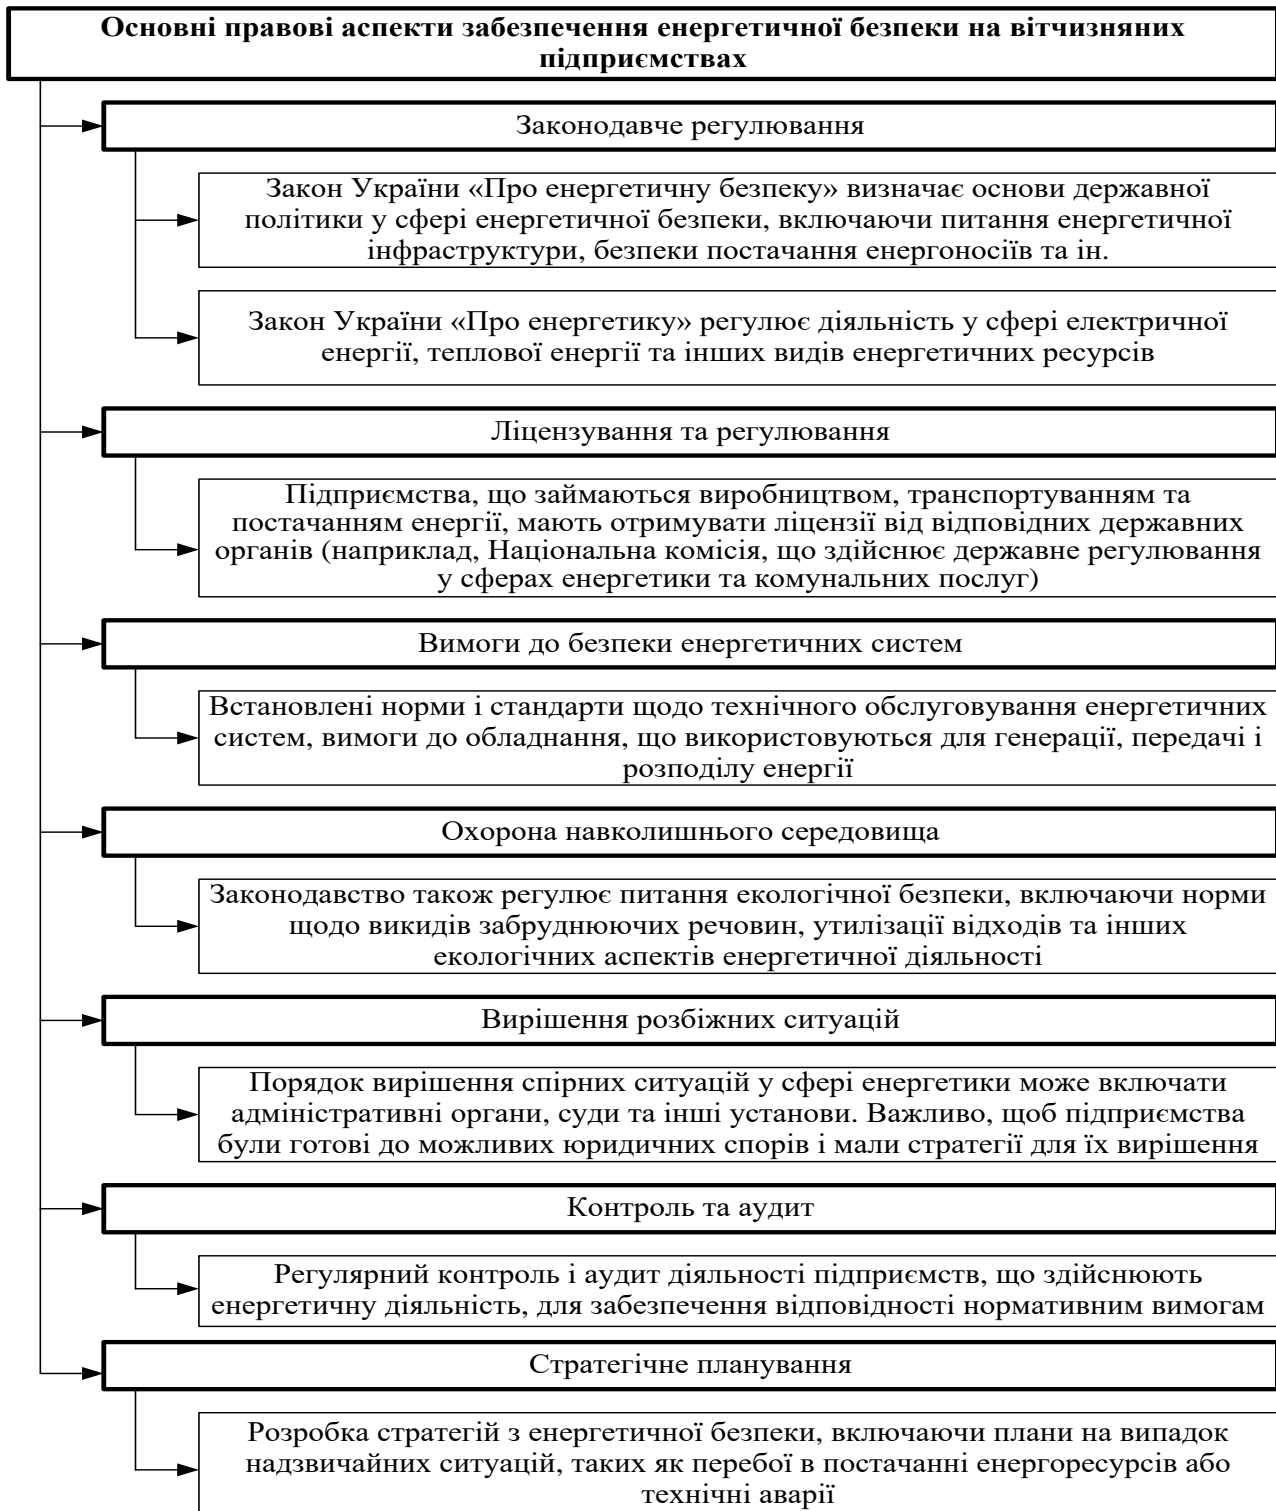 Основні правові аспекти забезпечення енергетичної безпеки на вітчизняних
підприємствах
Законодавче регулювання
Закон України «Про енергетичну безпеку» визначає основи державної
політики у сфері енергетичної безпеки, включаючи питання енергетичної
інфраструктури, безпеки постачання енергоносіїв та ін.
Закон України «Про енергетику» регулює діяльність у сфері електричної
енергії, теплової енергії та інших видів енергетичних ресурсів
Ліцензування та регулювання
Підприємства, що займаються виробництвом, транспортуванням та
постачанням енергії, мають отримувати ліцензії від відповідних державних
органів (наприклад, Національна комісія, що здійснює державне регулювання
у сферах енергетики та комунальних послуг)
Вимоги до безпеки енергетичних систем
Встановлені норми і стандарти щодо технічного обслуговування енергетичних
систем, вимоги до обладнання, що використовуються для генерації, передачі і
розподілу енергії
Охорона навколишнього середовища
Законодавство також регулює питання екологічної безпеки, включаючи норми
щодо викидів забруднюючих речовин, утилізації відходів та інших
екологічних аспектів енергетичної діяльності
Вирішення розбіжних ситуацій
Порядок вирішення спірних ситуацій у сфері енергетики може включати
адміністративні органи, суди та інші установи. Важливо, щоб підприємства
були готові до можливих юридичних спорів і мали стратегії для їх вирішення
Контроль та аудит
Регулярний контроль і аудит діяльності підприємств, що здійснюють
енергетичну діяльність, для забезпечення відповідності нормативним вимогам
Стратегічне планування
Розробка стратегій з енергетичної безпеки, включаючи плани на випадок
надзвичайних ситуацій, таких як перебої в постачанні енергоресурсів або
технічні аварії